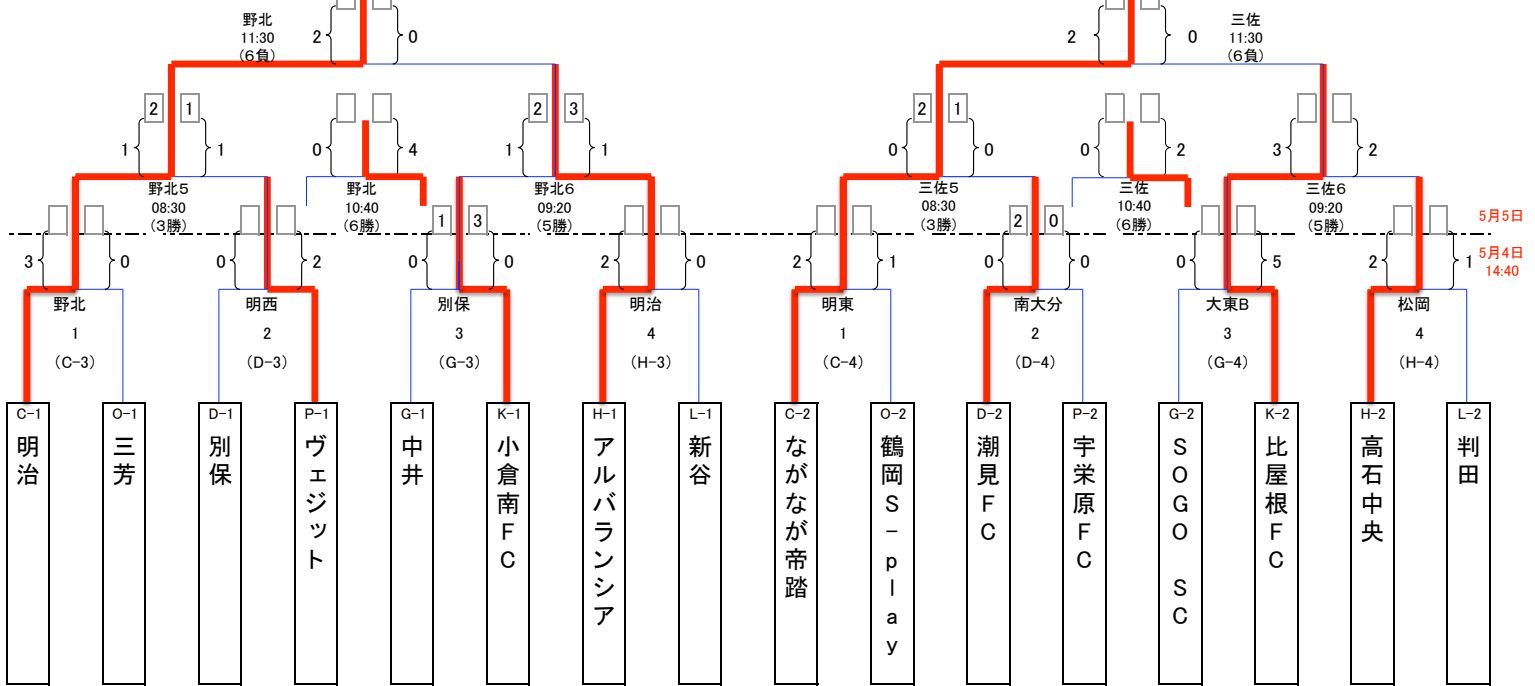 野北
11:30
(6負)
2
0
2
0
三佐
11:30
(6負)
2
1
2
3
2
1
1
1
0
4
1
1
0
0
0
2
3
2
野北5
08:30
(3勝)
野北
10:40
(6勝)
野北6
09:20
(5勝)
三佐5
08:30
(3勝)
三佐
10:40
(6勝)
三佐6
09:20
(5勝)
1
3
2
0
5月5日
3
0
0
2
0
0
2
0
2
1
0
0
0
5
2
1
5月4日
14:40
野北
1
(C-3)
明西
2
(D-3)
別保
3
(G-3)
明治
4
(H-3)
明東
1
(C-4)
南大分
2
(D-4)
大東B
3
(G-4)
松岡
4
(H-4)
C-1
明治
O-1
三芳
D-1
別保
P-1
ヴェジット
G-1
中井
K-1
小倉南FC
H-1
アルバランシア
L-1
新谷
C-2
ながなが帝踏
O-2
鶴岡S-play
D-2
潮見FC
P-2
宇栄原FC
G-2
SOGO SC
K-2
比屋根FC
H-2
高石中央
L-2
判田